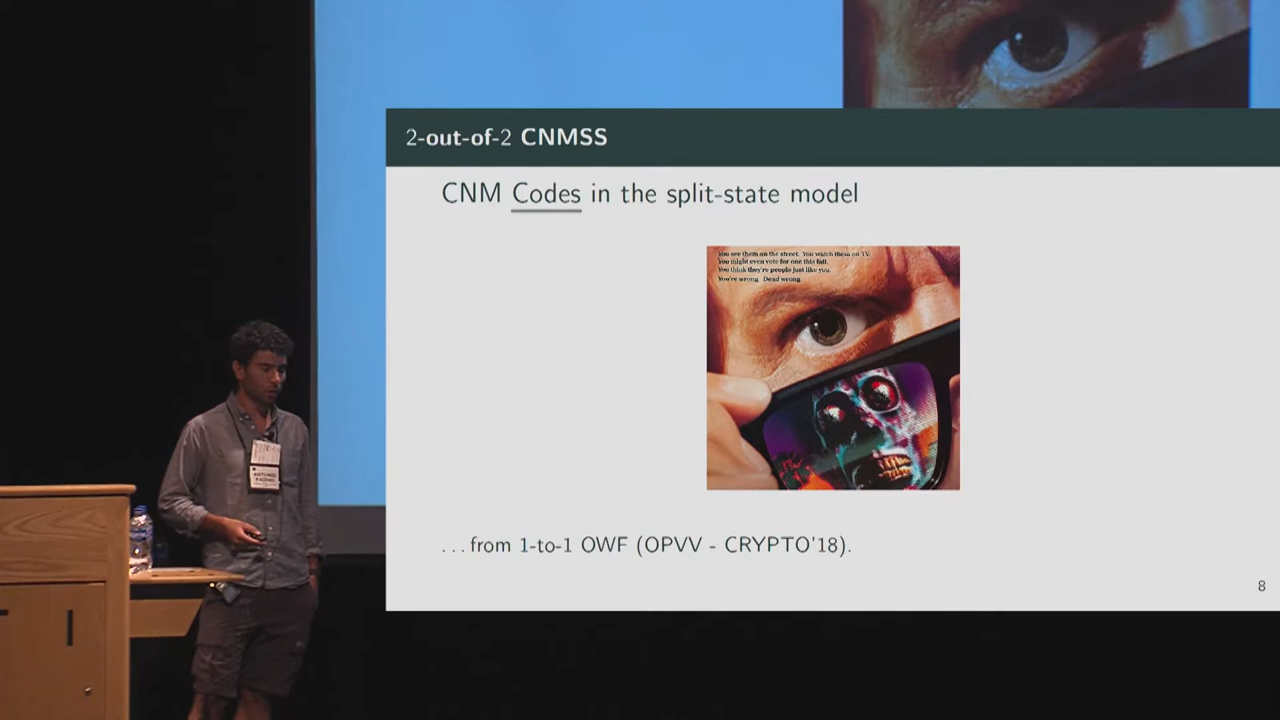 2-out-of-2 CNMSS
CNM Codes in the split-state model
You see them on the street. You watch them on TV.
You might even vote for one this fall.
You think they're people just like you.
You're wrong. Dead wrong.
...from 1-to-1 OWF (OPVV - CRYPTO'18).
8
ANTONIO
FAONIO